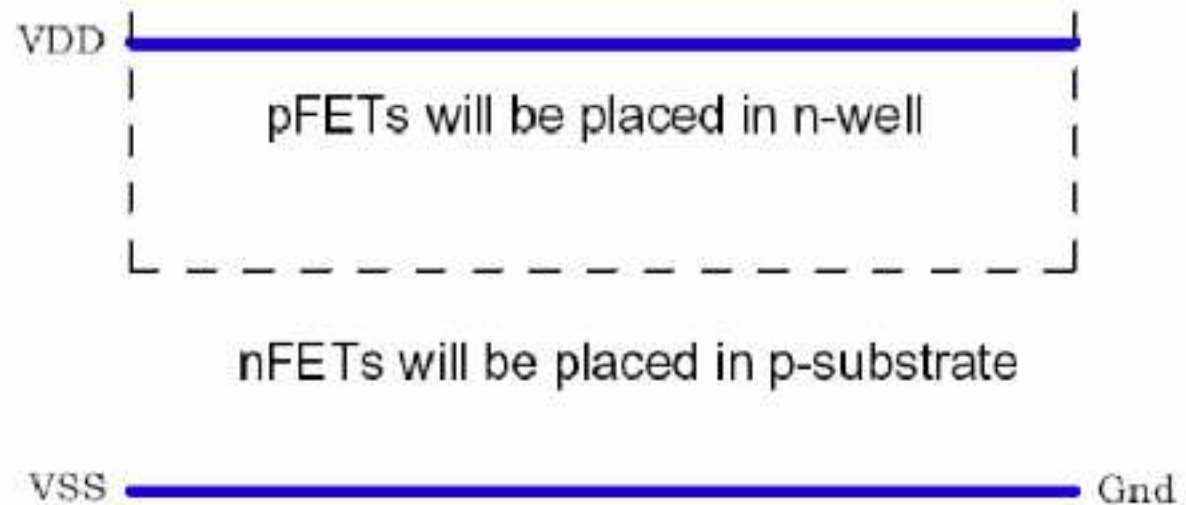 VDD
pFETs will be placed in n-well
nFETs will be placed in p-substrate
VSS Gnd